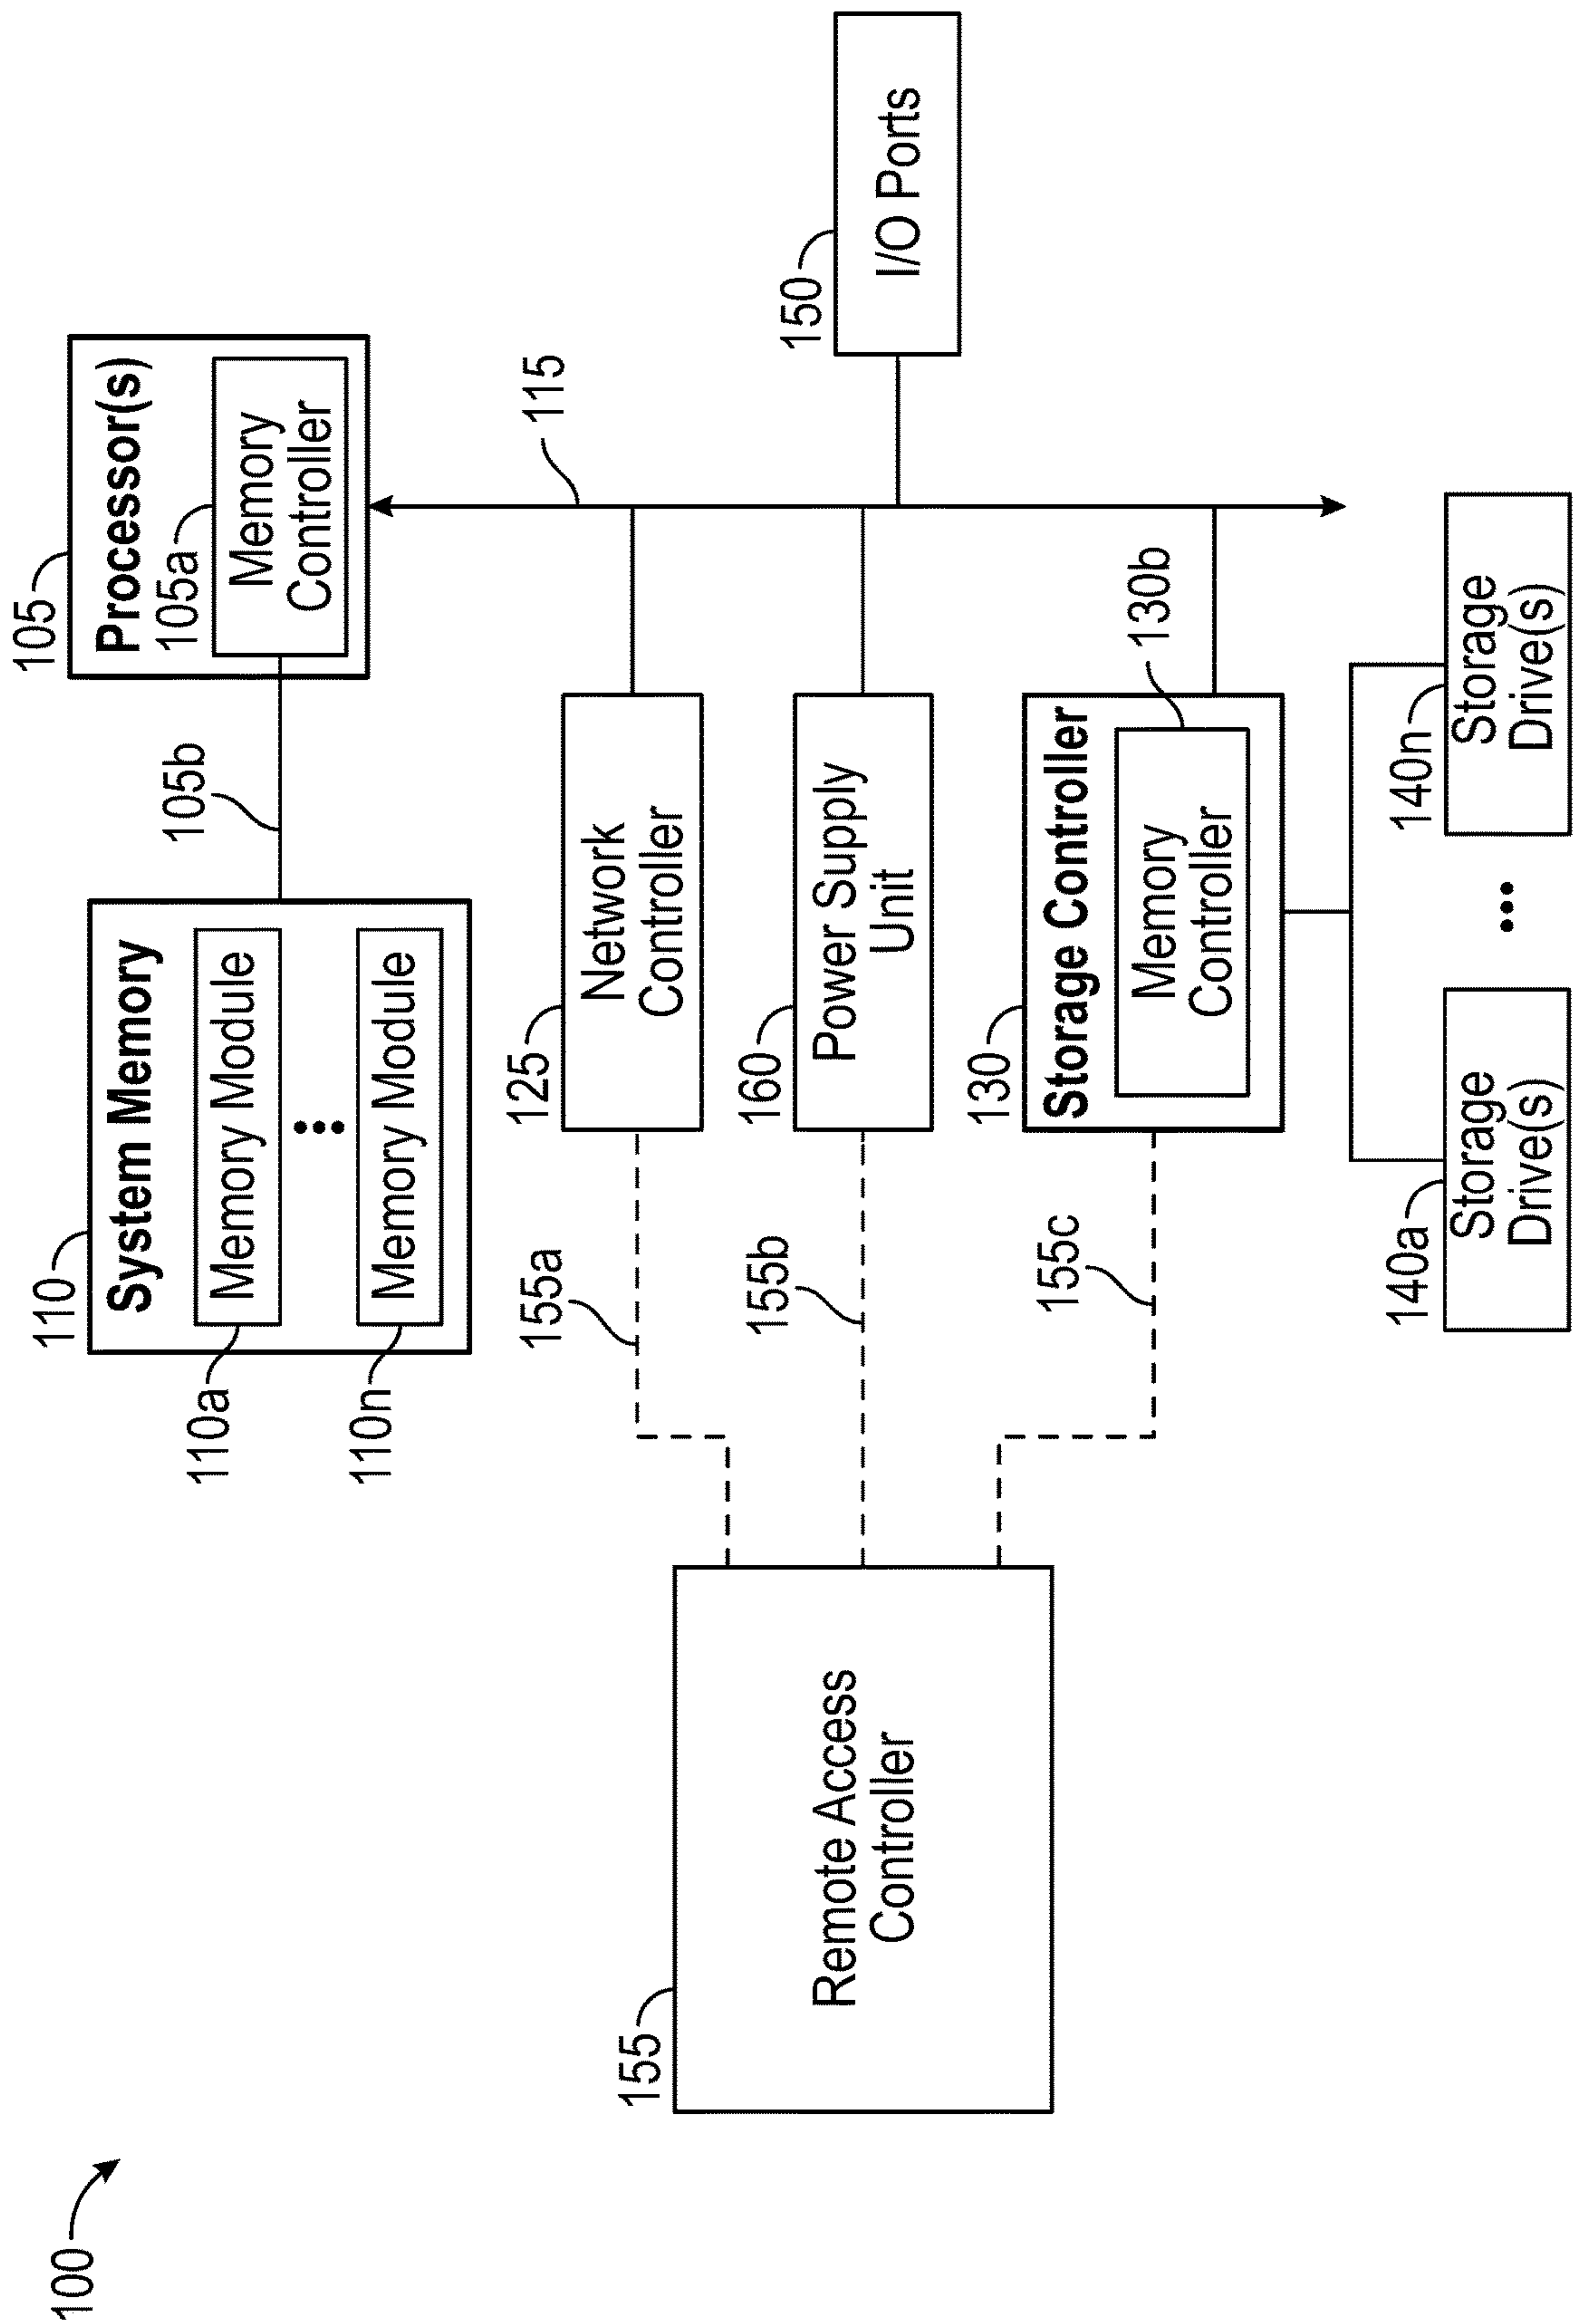 100
105
Processor(s)
105a
Memory
Controller
105b
110
System Memory
110a
Memory Module
110n
Memory Module
115
125
Network
Controller
155a
150
I/O Ports
155
Remote Access
Controller
155b
160
Power Supply
Unit
155c
130
Storage Controller
130b
Memory
Controller
140a
Storage
Drive(s)
140n
Storage
Drive(s)